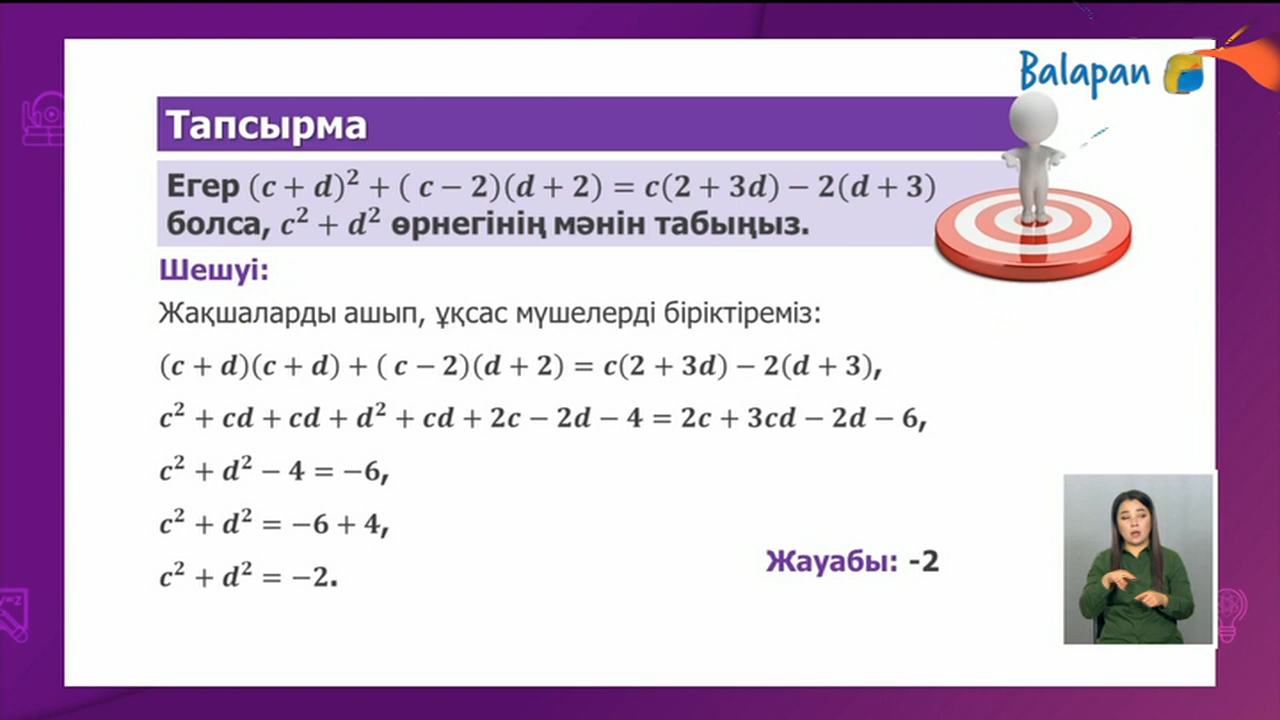 Balapan
Тапсырма
Егер (c + d)² + ( c − 2)(d + 2) = c(2 + 3d) − 2(d + 3)
болса, c² + d² өрнегінің мәнін табыңыз.
Шешуі:
Жақшаларды ашып, ұқсас мүшелерді біріктіреміз:
(c + d)(c + d) + ( c − 2)(d + 2) = c(2 + 3d) − 2(d + 3),
c² + cd + cd + d² + cd + 2c − 2d − 4 = 2c + 3cd − 2d − 6,
c² + d² − 4 = −6,
c² + d² = −6 + 4,
c² + d² = −2.
Жауабы: -2